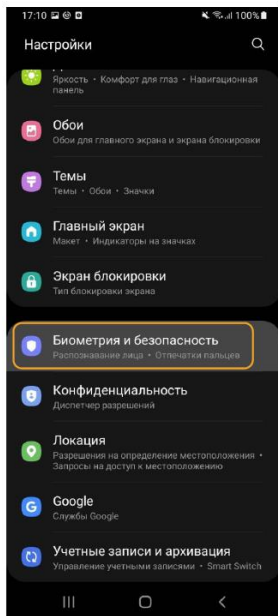 17:10 100%
Настройки
Яркость • Комфорт для глаз • Навигационная
панель
Обои
Обои для главного экрана и экрана блокировки
Темы
Темы • Обои • Значки
Главный экран
Макет • Индикаторы на значках
Экран блокировки
Тип блокировки экрана
Биометрия и безопасность
Распознавание лица • Отпечатки пальцев
Конфиденциальность
Диспетчер разрешений
Локация
Разрешения на определение местоположения •
Запросы на доступ к местоположению
Google
Службы Google
Учетные записи и архивация
Управление учетными записями • Smart Switch